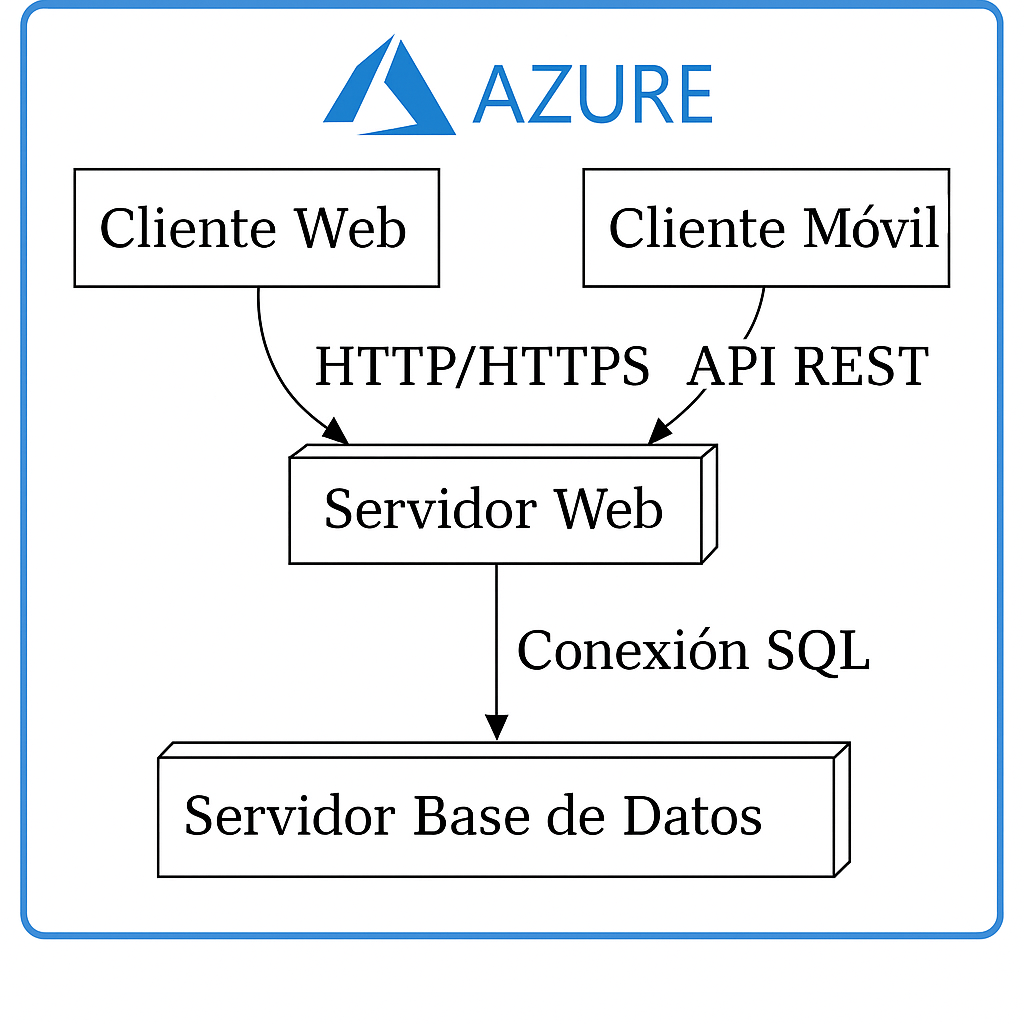 AZURE
Cliente Web
Cliente Móvil
HTTP/HTTPS
API REST
Servidor Web
Conexión SQL
Servidor Base de Datos